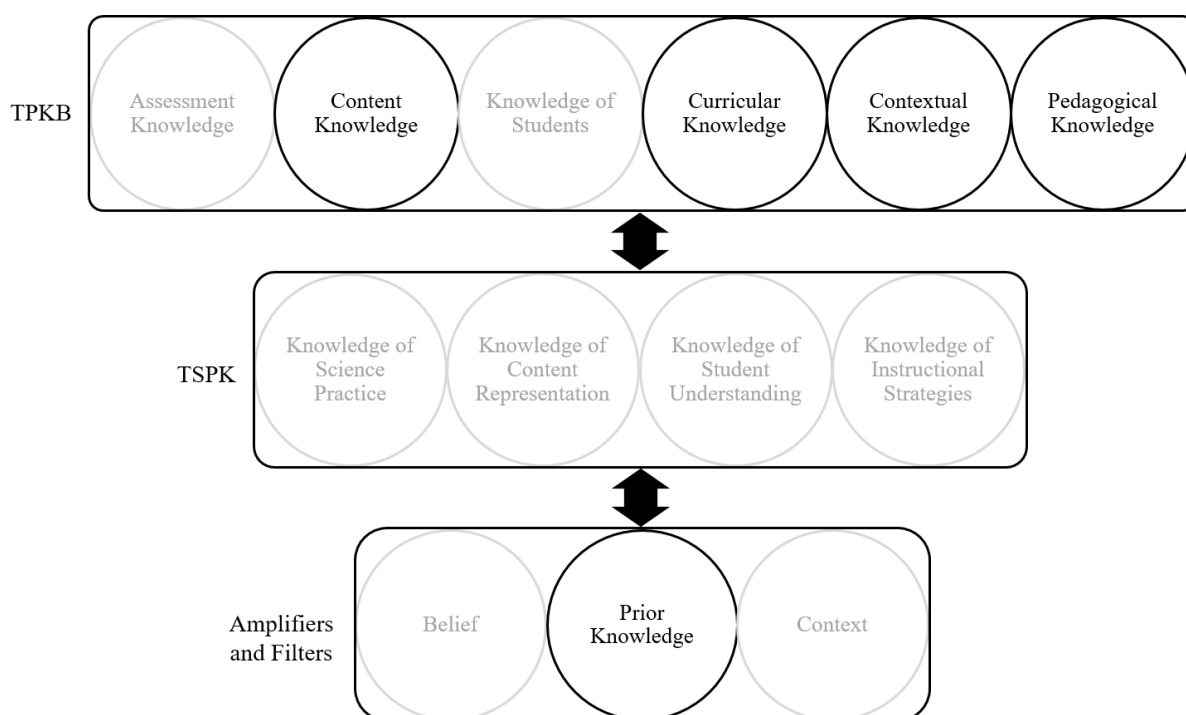 TPKB
Assessment
Knowledge
Content
Knowledge
Knowledge of
Students
Curricular
Knowledge
Contextual
Knowledge
Pedagogical
Knowledge
TSPK
Knowledge of
Science
Practice
Knowledge of
Content
Representation
Knowledge of
Student
Understanding
Knowledge of
Instructional
Strategies
Amplifiers
and Filters
Belief
Prior
Knowledge
Context